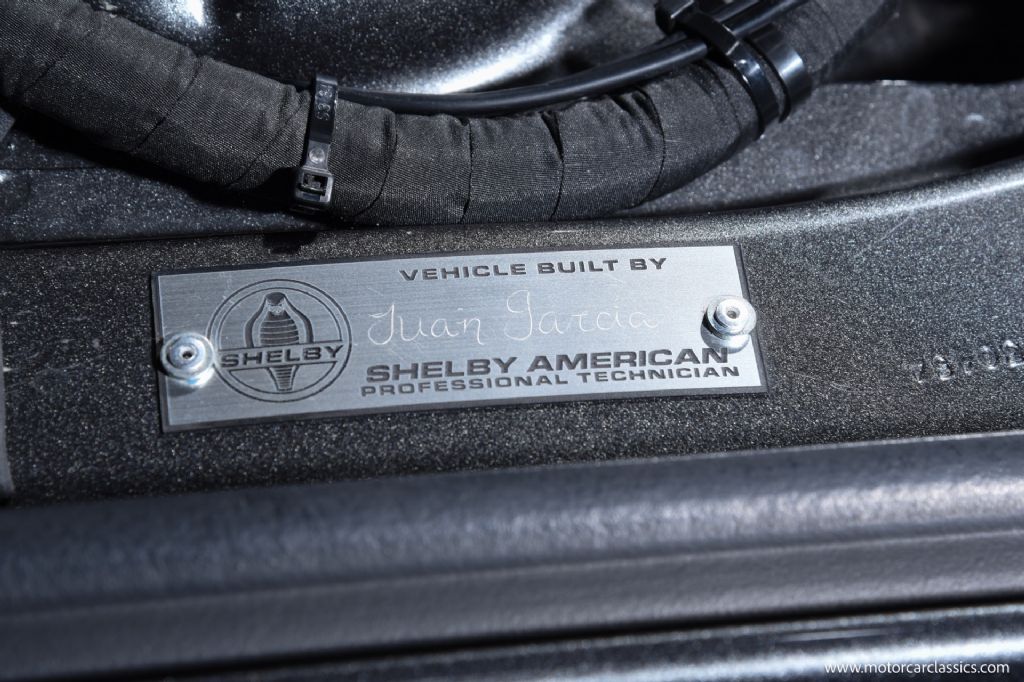 VEHICLE BUILT BY
Juan Garcia
SHELBY
SHELBY AMERICAN
PROFESSIONAL TECHNICIAN
www.motorcarclassics.com